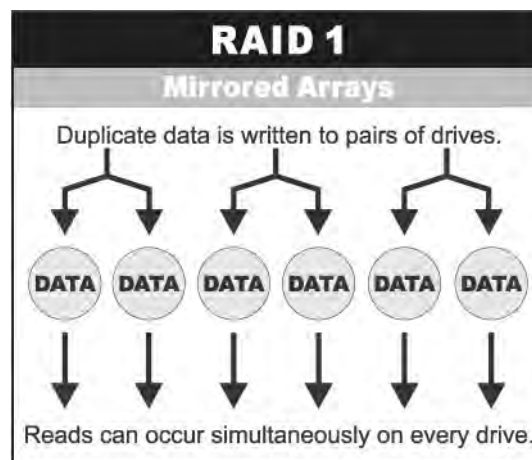 RAID 1
Mirrored Arrays
Duplicate data is written to pairs of drives.
DATA DATA DATA DATA DATA DATA
Reads can occur simultaneously on every drive.